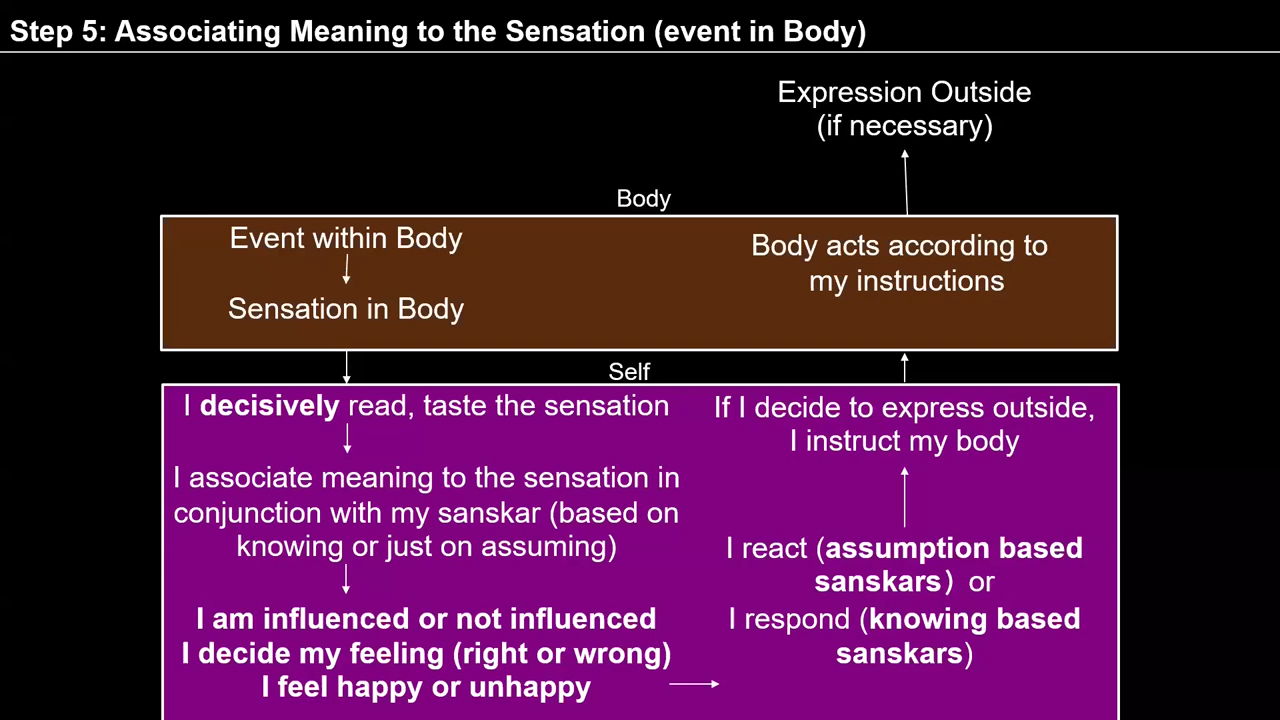 Step 5: Associating Meaning to the Sensation (event in Body)
Expression Outside
(if necessary)
Body
Event within Body
Sensation in Body
Body acts according to
my instructions
Self
I decisively read, taste the sensation
I associate meaning to the sensation in
conjunction with my sanskar (based on
knowing or just on assuming)
I am influenced or not influenced
I decide my feeling (right or wrong)
I feel happy or unhappy
If I decide to express outside,
I instruct my body
I react (assumption based
sanskars) or
I respond (knowing based
sanskars)